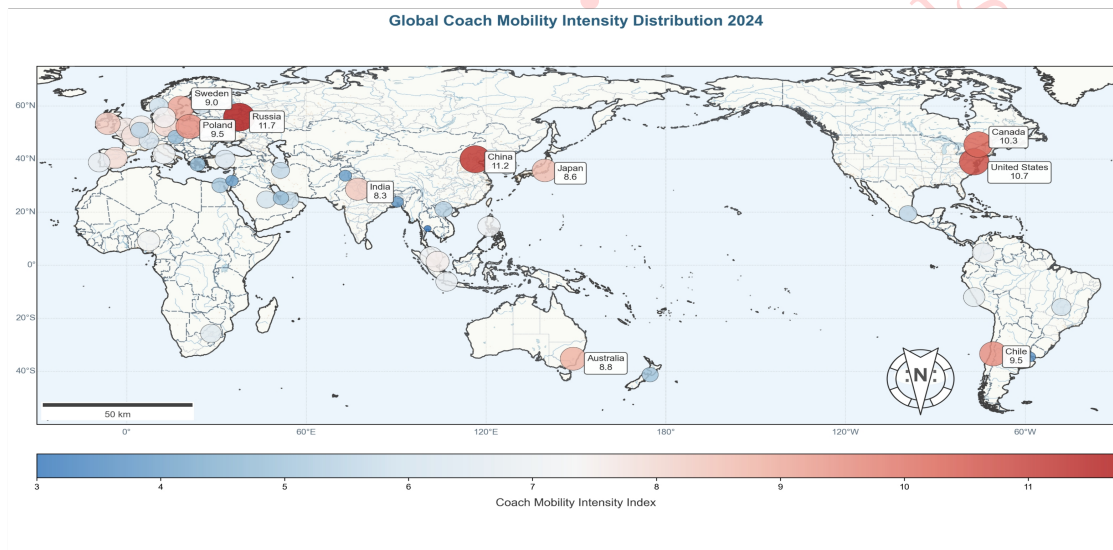 Global Coach Mobility Intensity Distribution 2024
60°N
40°N
20°N
0°
20°S
40°S
Sweden
9.0
Russia
11.7
Poland
9.5
China
11.2
Japan
8.6
India
8.3
Canada
10.3
United States
10.7
Australia
8.8
Chile
9.5
N
50 km
0°
60°E
120°E
180°
120°W
60°W
3 4 5 6 7 8 9 10 11
Coach Mobility Intensity Index